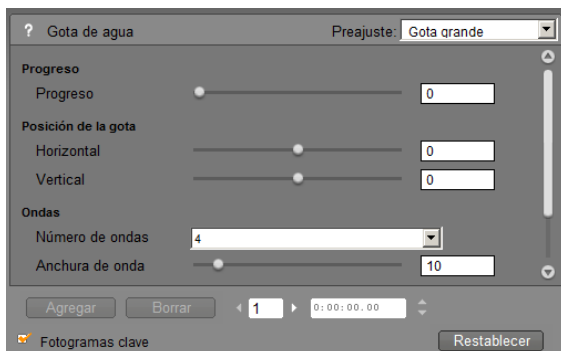 ? Gota de agua Preajuste: Gota grande
Progreso
Progreso 0
Posición de la gota
Horizontal 0
Vertical 0
Ondas
Número de ondas 4
Anchura de onda 10
Agregar Borrar 1 0:00:00.00
Fotogramas clave Restablecer